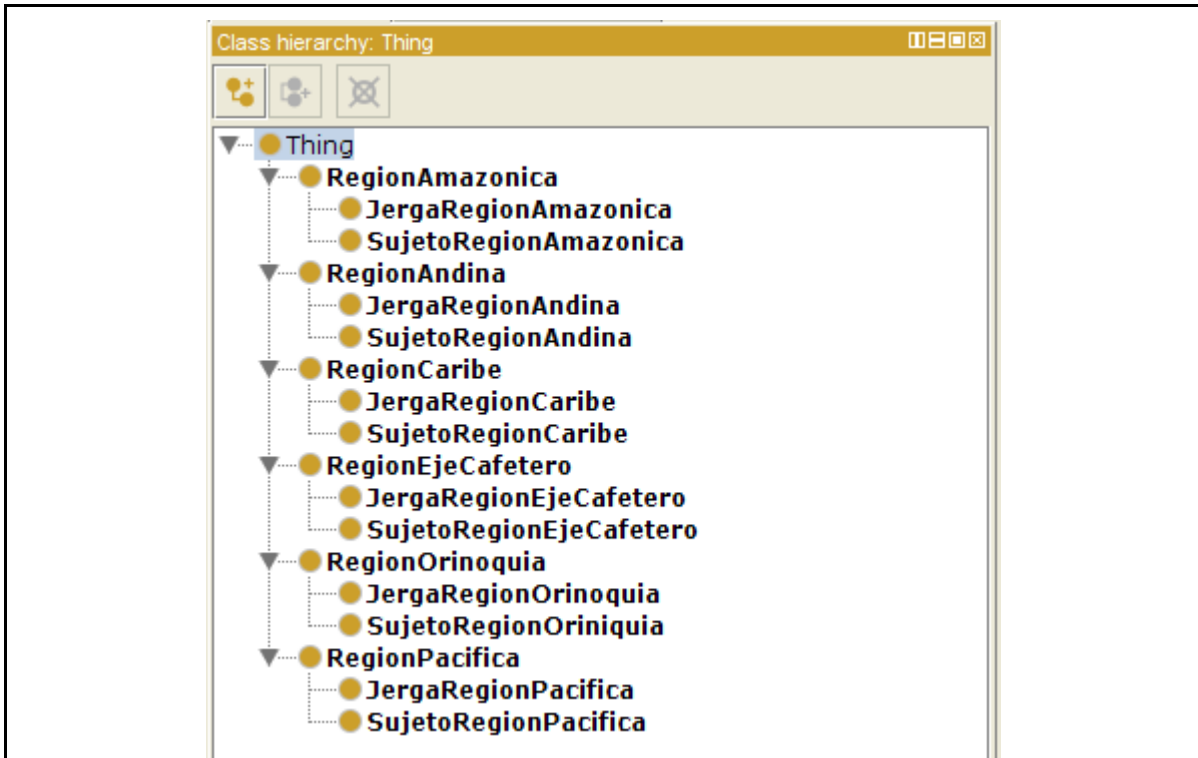 Class hierarchy: Thing
Thing
RegionAmazonica
JergaRegionAmazonica
SujetoRegionAmazonica
RegionAndina
JergaRegionAndina
SujetoRegionAndina
RegionCaribe
JergaRegionCaribe
SujetoRegionCaribe
RegionEjeCafetero
JergaRegionEjeCafetero
SujetoRegionEjeCafetero
RegionOrinoquia
JergaRegionOrinoquia
SujetoRegionOriniquia
RegionPacifica
JergaRegionPacifica
SujetoRegionPacifica